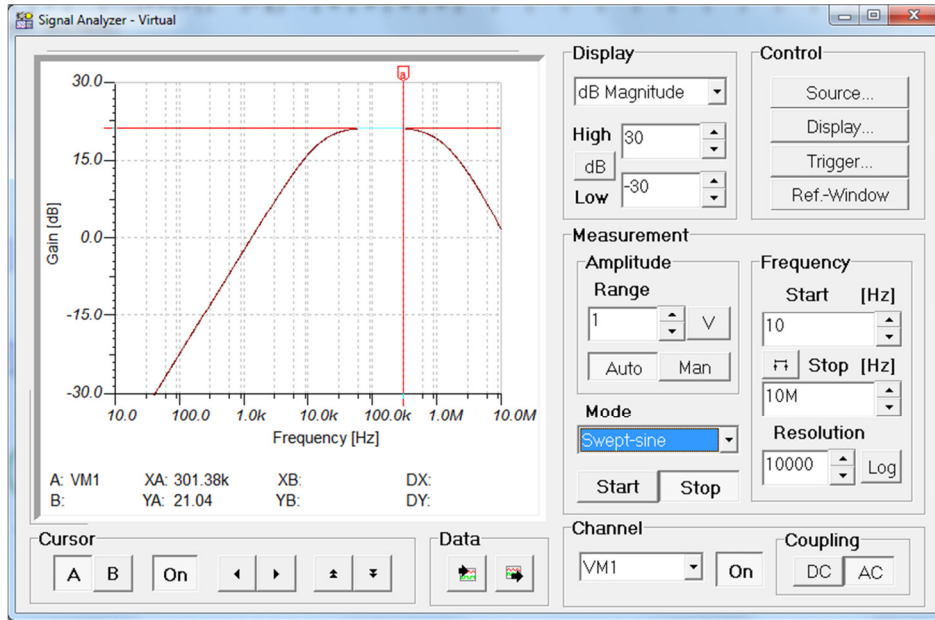 Signal Analyzer - Virtual
30.0
15.0
0.0
-15.0
-30.0
Gain [dB]
a
10.0 100.0 1.0k 10.0k 100.0k 1.0M 10.0M
Frequency [Hz]
A: VM1 XA: 301.38k XB: DX:
B: YA: 21.04 YB: DY:
Cursor
A B On
Data
Display
dB Magnitude
High 30
dB
Low -30
Control
Source...
Display...
Trigger...
Ref.-Window
Measurement
Amplitude
Range
1 V
Auto Man
Mode
Swept-sine
Start Stop
Frequency
Start [Hz]
10
Stop [Hz]
10M
Resolution
10000 Log
Channel
VM1 On
Coupling
DC AC